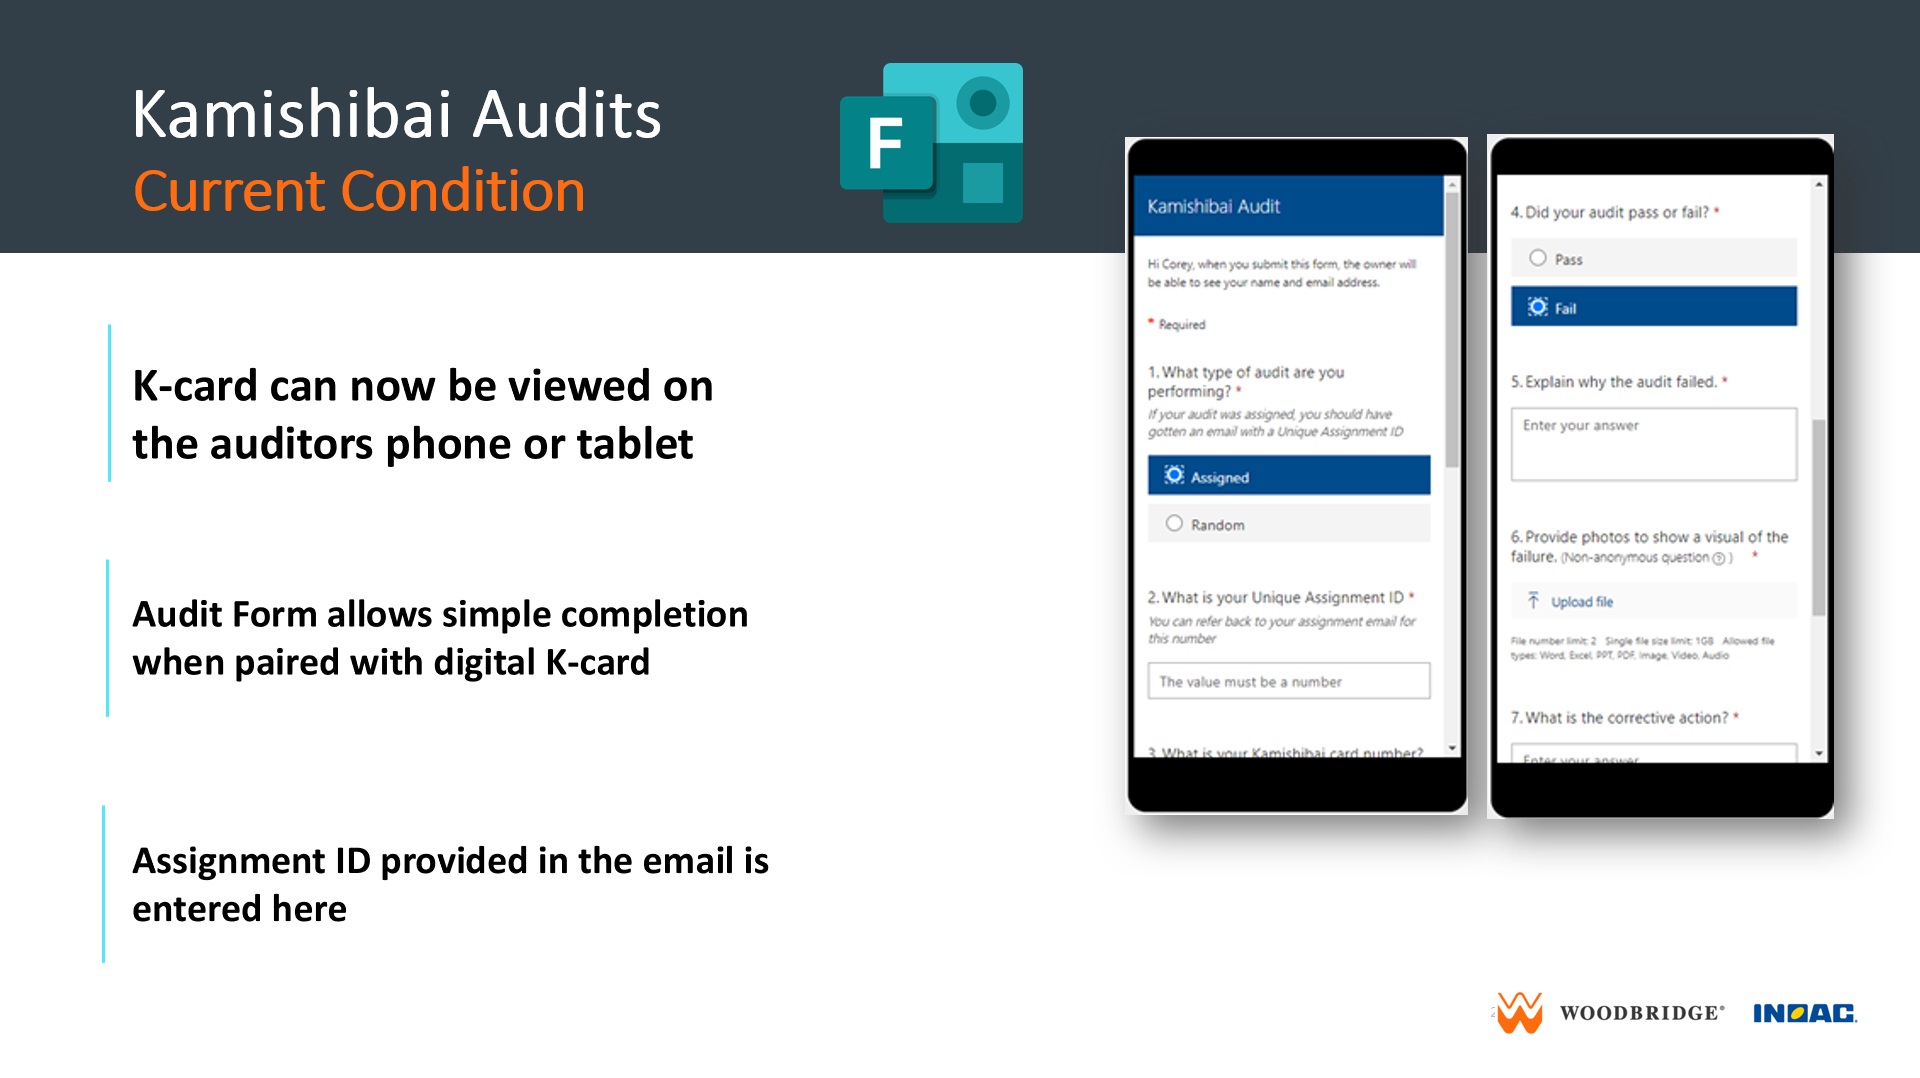 Kamishibai Audits
Current Condition
F
K-card can now be viewed on
the auditors phone or tablet
Audit Form allows simple completion
when paired with digital K-card
Assignment ID provided in the email is
entered here
Kamishibai Audit
Hi Corey, when you submit this form, the owner will
be able to see your name and email address.
* Required
1. What type of audit are you
performing? *
If your audit was assigned, you should have
gotten an email with a Unique Assignment ID
Assigned
Random
2. What is your Unique Assignment ID *
You can refer back to your assignment email for
this number
The value must be a number
3. What is your Kamishibai card number?
4. Did your audit pass or fail? *
Pass
Fail
5. Explain why the audit failed. *
Enter your answer
6. Provide photos to show a visual of the
failure. (Non-anonymous question ?) *
Upload file
File number limit: 2 Single file size limit: 1GB Allowed file
types: Word, Excel, PPT, PDF, Image, Video, Audio
7. What is the corrective action? *
Enter your answer
WOODBRIDGE®
INOAC.